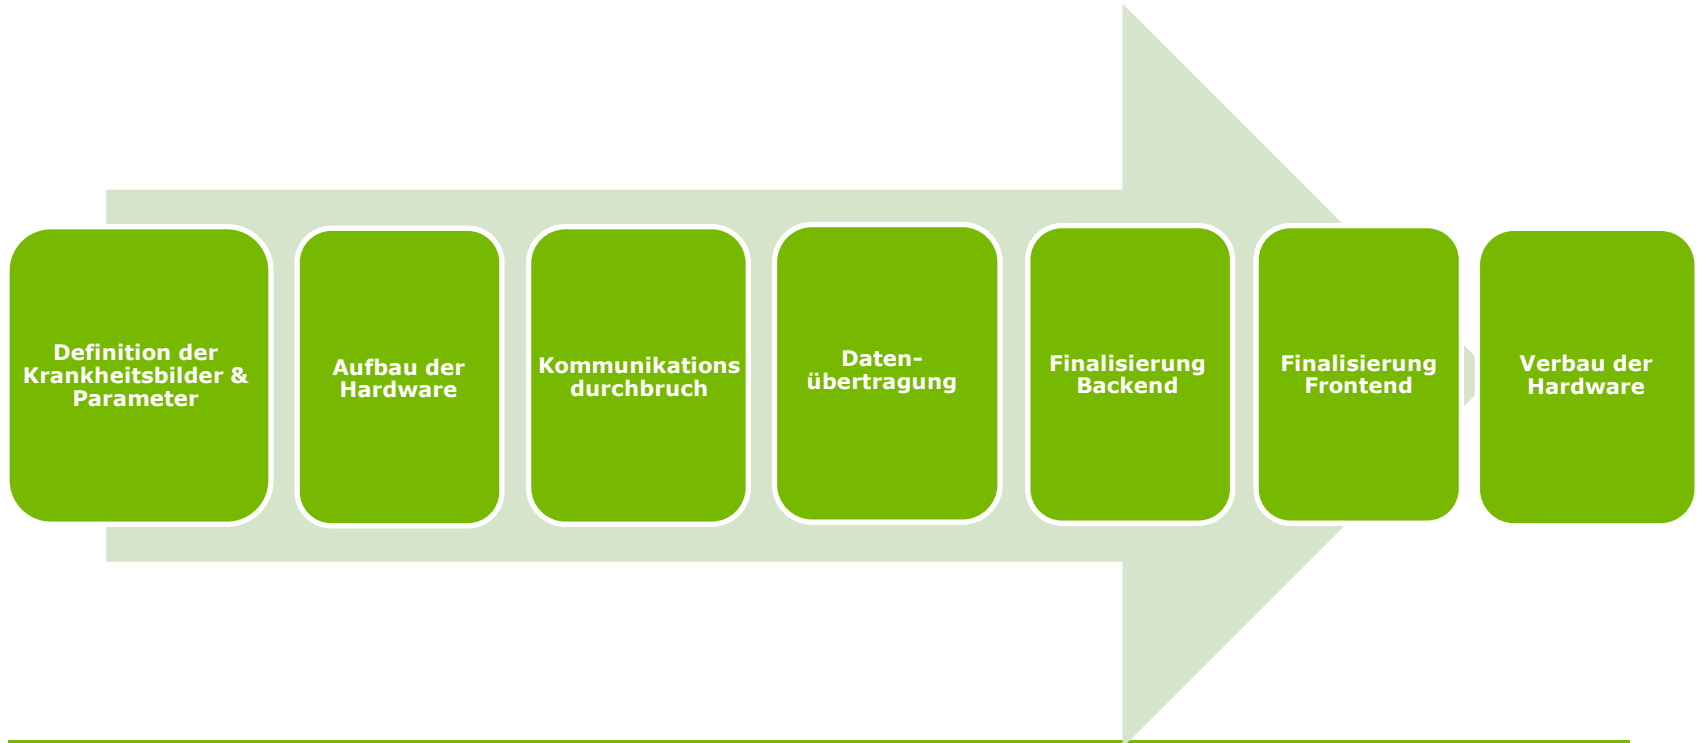 Definition der
Krankheitsbilder &
Parameter
Aufbau der
Hardware
Kommunikations
durchbruch
Daten-
übertragung
Finalisierung
Backend
Finalisierung
Frontend
Verbau der
Hardware